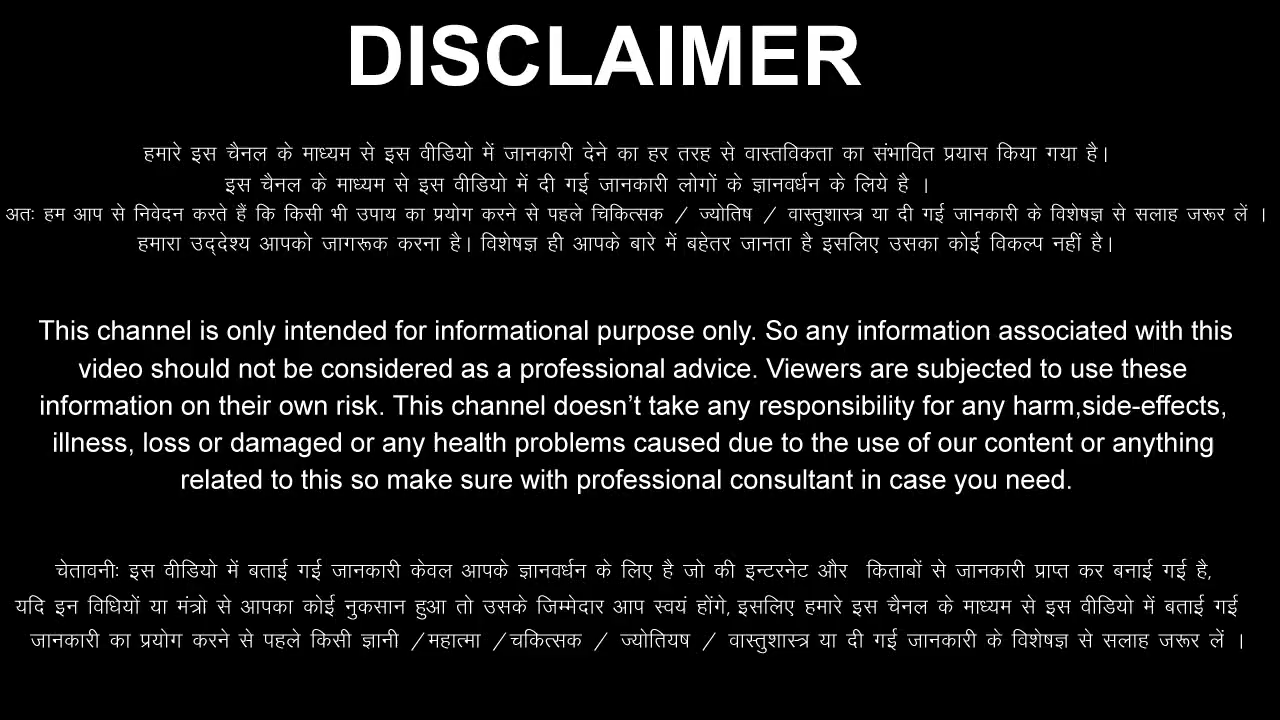 DISCLAIMER
हमारे इस चैनल के माध्यम से इस वीडियो में जानकारी देने का हर तरह से वास्तविकता का संभावित प्रयास किया गया है।
इस चैनल के माध्यम से इस वीडियो में दी गई जानकारी लोगों के ज्ञानवर्धन के लिये है ।
अतः हम आप से निवेदन करते हैं कि किसी भी उपाय का प्रयोग करने से पहले चिकित्सक / ज्योतिष / वास्तुशास्त्र या दी गई जानकारी के विशेषज्ञ से सलाह जरूर लें ।
हमारा उद्देश्य आपको जागरूक करना है। विशेषज्ञ ही आपके बारे में बहेतर जानता है इसलिए उसका कोई विकल्प नहीं है।
This channel is only intended for informational purpose only. So any information associated with this
video should not be considered as a professional advice. Viewers are subjected to use these
information on their own risk. This channel doesn’t take any responsibility for any harm,side-effects,
illness, loss or damaged or any health problems caused due to the use of our content or anything
related to this so make sure with professional consultant in case you need.
चेतावनीः इस वीडियो में बताई गई जानकारी केवल आपके ज्ञानवर्धन के लिए है जो की इन्टरनेट और किताबों से जानकारी प्राप्त कर बनाई गई है,
यदि इन विधियों या मंत्रो से आपका कोई नुकसान हुआ तो उसके जिम्मेदार आप स्वयं होंगे, इसलिए हमारे इस चैनल के माध्यम से इस वीडियो में बताई गई
जानकारी का प्रयोग करने से पहले किसी ज्ञानी /महात्मा /चकित्सक / ज्योतियष / वास्तुशास्त्र या दी गई जानकारी के विशेषज्ञ से सलाह जरूर लें ।